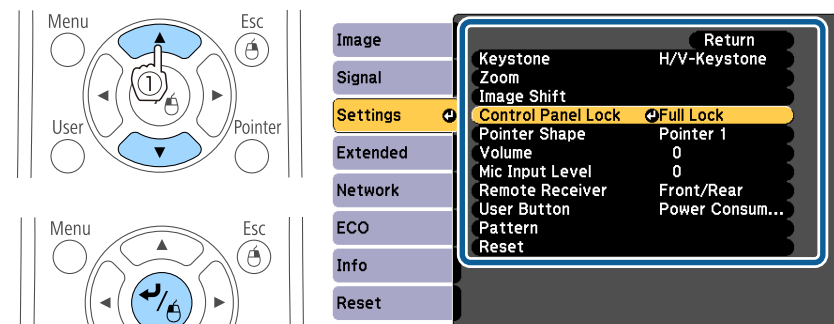 Menu
Esc
①
User
Pointer
Menu
Esc
Image
Signal
Settings
Extended
Network
ECO
Info
Reset
Return
Keystone H/V-Keystone
Zoom
Image Shift
Control Panel Lock Full Lock
Pointer Shape Pointer 1
Volume 0
Mic Input Level 0
Remote Receiver Front/Rear
User Button Power Consum...
Pattern
Reset